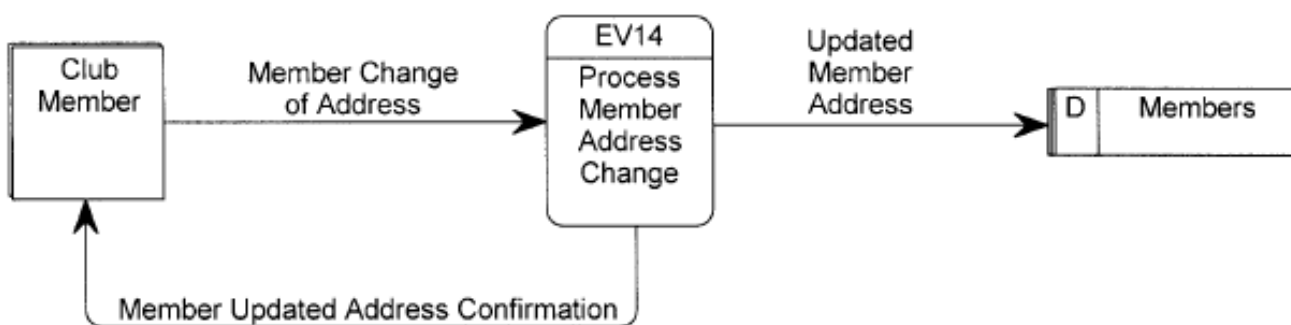 Club
Member
Member Change
of Address
EV14
Process
Member
Address
Change
Updated
Member
Address
D
Members
Member Updated Address Confirmation